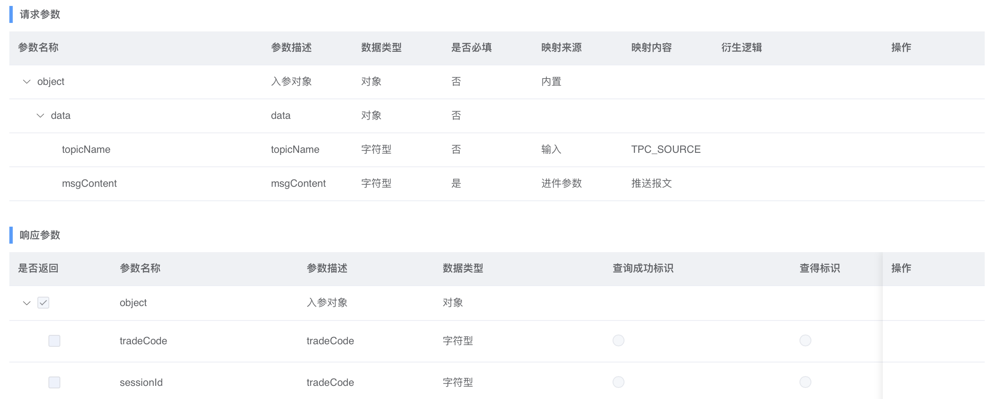 请求参数
参数名称 参数描述 数据类型 是否必填 映射来源 映射内容 衍生逻辑 操作
object 入参对象 对象 否 内置
data data 对象 否
topicName topicName 字符型 否 输入 TPC_SOURCE
msgContent msgContent 字符型 是 进件参数 推送报文
响应参数
是否返回 参数名称 参数描述 数据类型 查询成功标识 查得标识 操作
object 入参对象 对象
tradeCode tradeCode 字符型
sessionId tradeCode 字符型